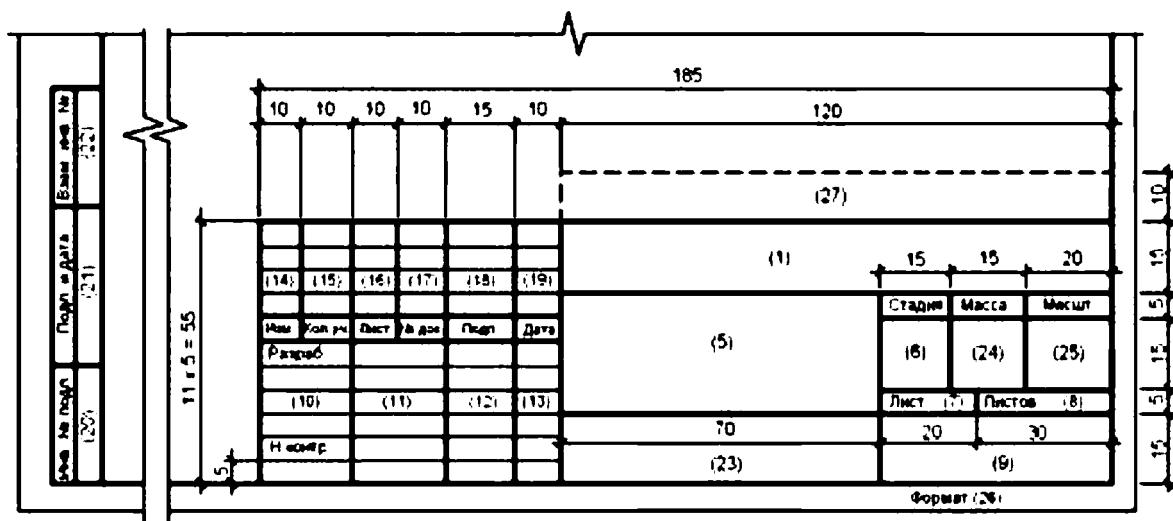 185
10 10 10 10 15 10 120
(27) 10
(1) 15 15 20 10
(14) (15) (16) (17) (18) (19)
Стадия Масса Масшт 5
Изм Кол уч Лист № док Подп Дата
(5) (6) (24) (25) 15
Разраб
Лист (7) Листов (8) 5
(10) (11) (12) (13)
70 20 30
Н контр
(23) (9) 15
5
11 х 5 = 55
Формат (26)
Взам инв № (22)
Подп и дата (21)
Инв № подл (20)